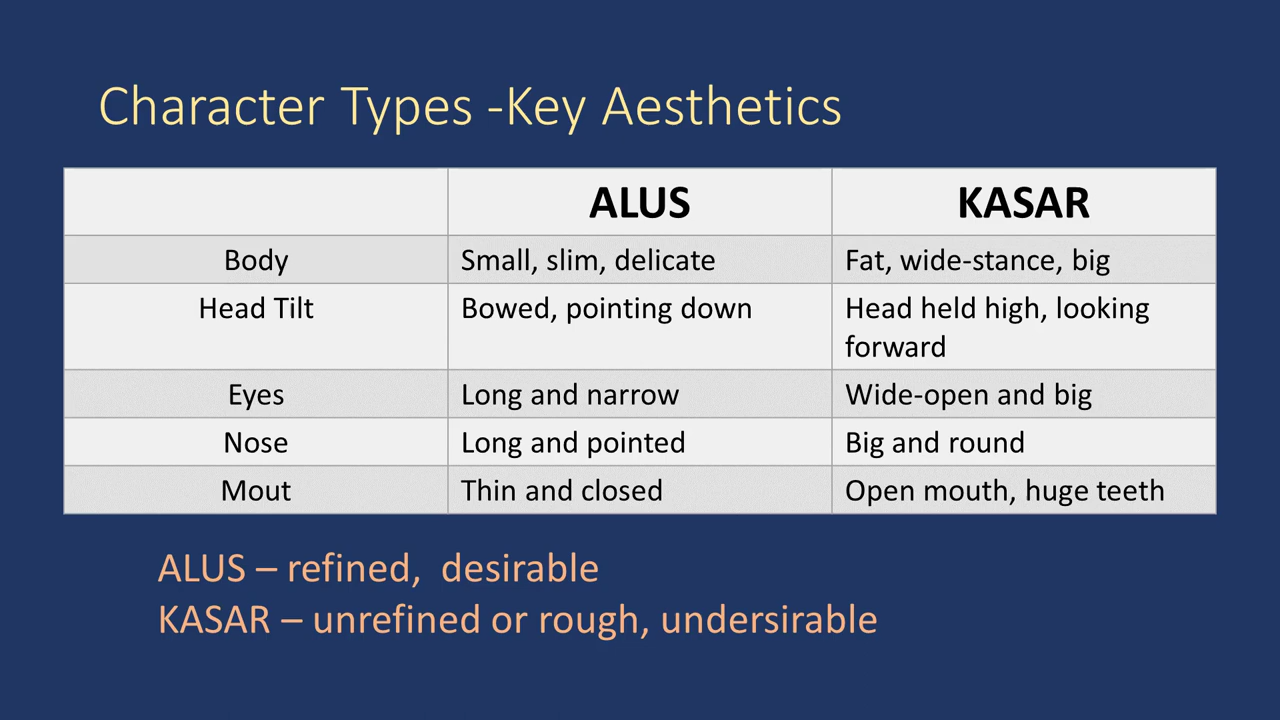 Character Types -Key Aesthetics
ALUS KASAR
Body Small, slim, delicate Fat, wide-stance, big
Head Tilt Bowed, pointing down Head held high, looking
forward
Eyes Long and narrow Wide-open and big
Nose Long and pointed Big and round
Mout Thin and closed Open mouth, huge teeth
ALUS – refined,  desirable
KASAR – unrefined or rough, undersirable